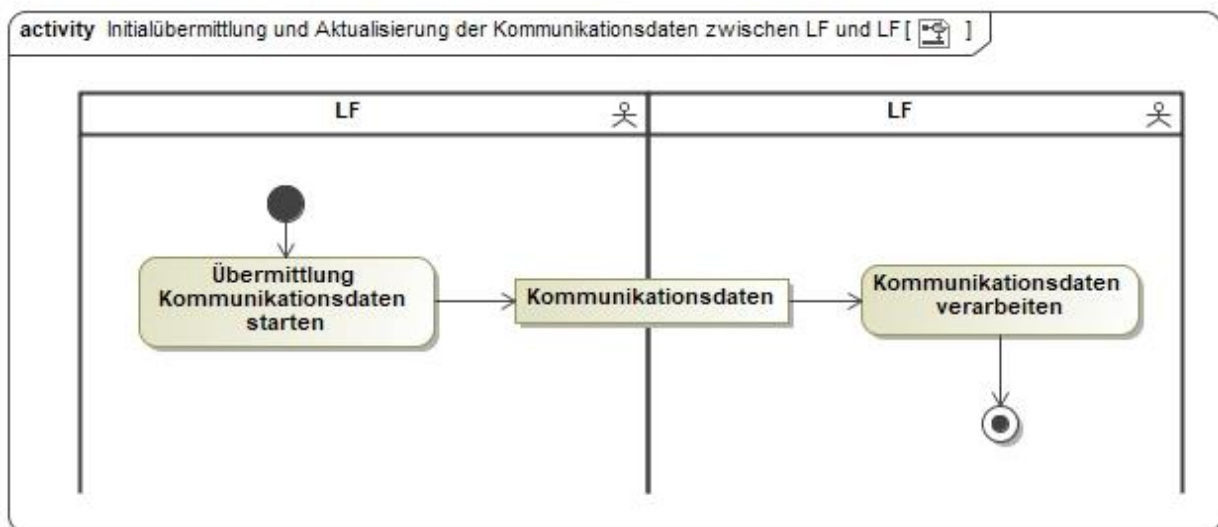 activity Initialübermittlung und Aktualisierung der Kommunikationsdaten zwischen LF und LF [ ]
LF
LF
Übermittlung
Kommunikationsdaten
starten
Kommunikationsdaten
Kommunikationsdaten
verarbeiten